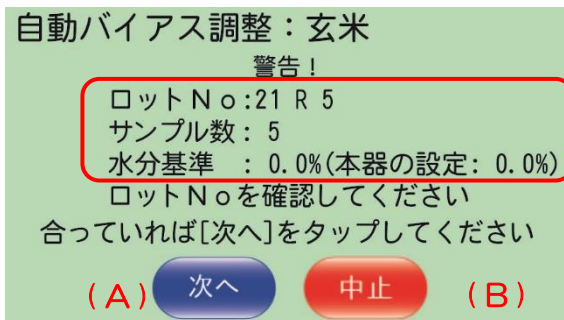 自動バイアス調整：玄米
警告！
ロットＮｏ:21 R 5
サンプル数： 5
水分基準 ： 0.0%(本器の設定： 0.0%)
ロットＮｏを確認してください
合っていれば[次へ]をタップしてください
(A) 次へ 中止 (B)